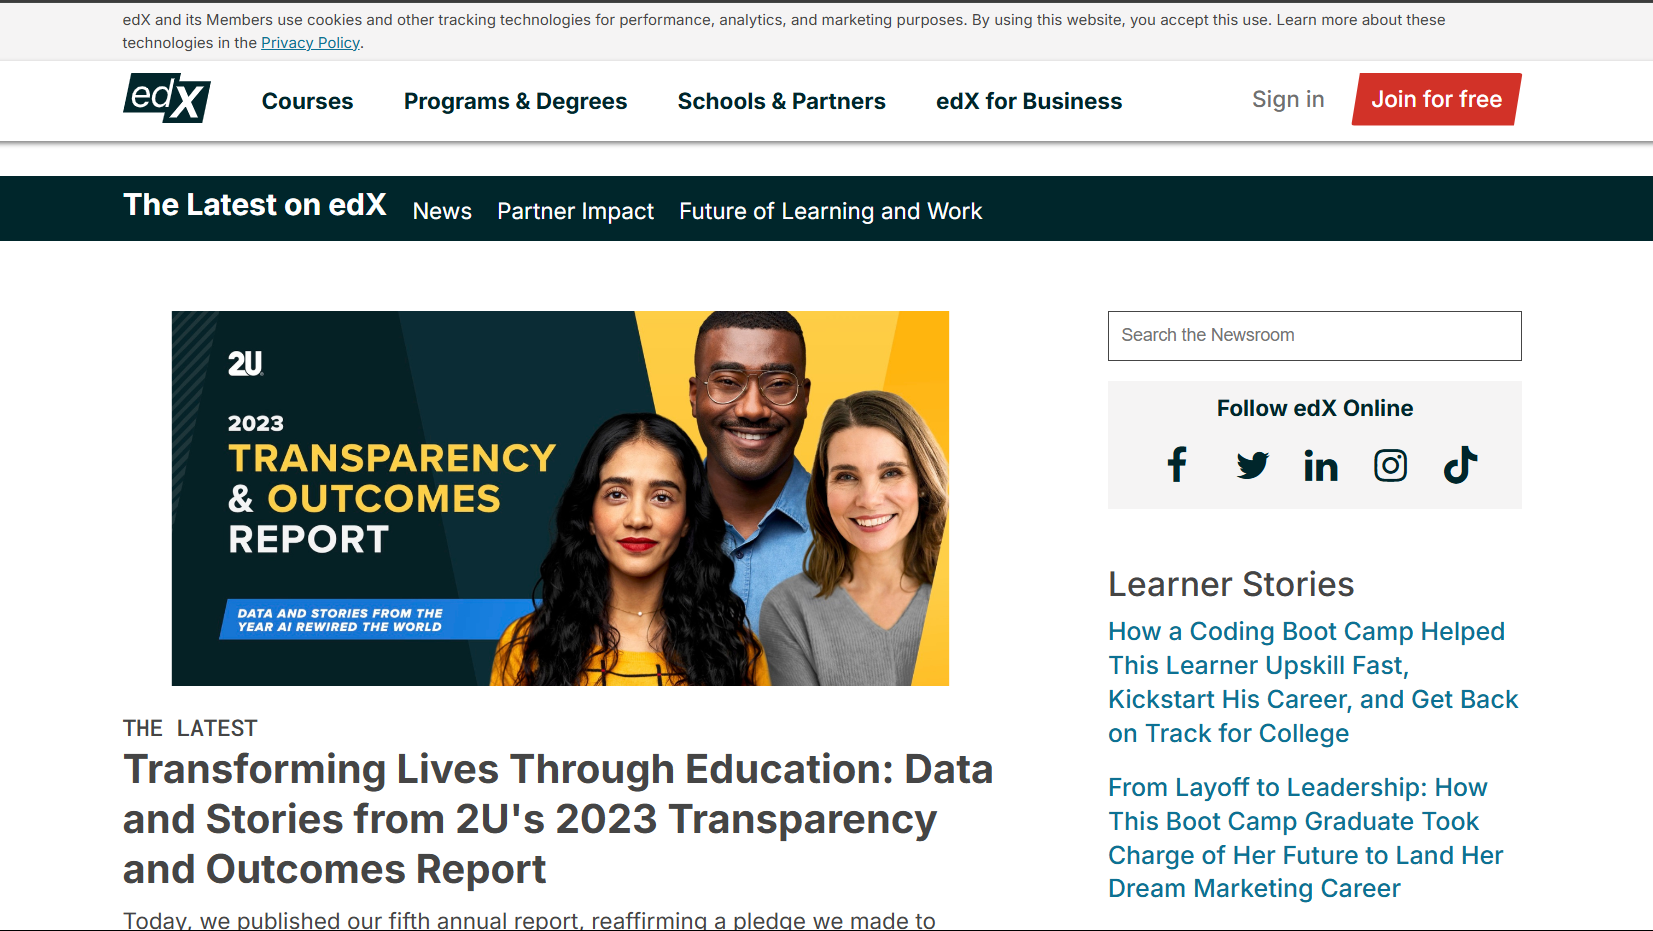 edX and its Members use cookies and other tracking technologies for performance, analytics, and marketing purposes. By using this website, you accept this use. Learn more about these
technologies in the Privacy Policy.
edX
Courses Programs & Degrees Schools & Partners edX for Business Sign in Join for free
The Latest on edX News Partner Impact Future of Learning and Work
2U
2023
TRANSPARENCY
& OUTCOMES
REPORT
DATA AND STORIES FROM THE
YEAR AI REWIRED THE WORLD
THE LATEST
Transforming Lives Through Education: Data
and Stories from 2U's 2023 Transparency
and Outcomes Report
Today, we published our fifth annual report, reaffirming a pledge we made to
Search the Newsroom
Follow edX Online
Learner Stories
How a Coding Boot Camp Helped
This Learner Upskill Fast,
Kickstart His Career, and Get Back
on Track for College
From Layoff to Leadership: How
This Boot Camp Graduate Took
Charge of Her Future to Land Her
Dream Marketing Career